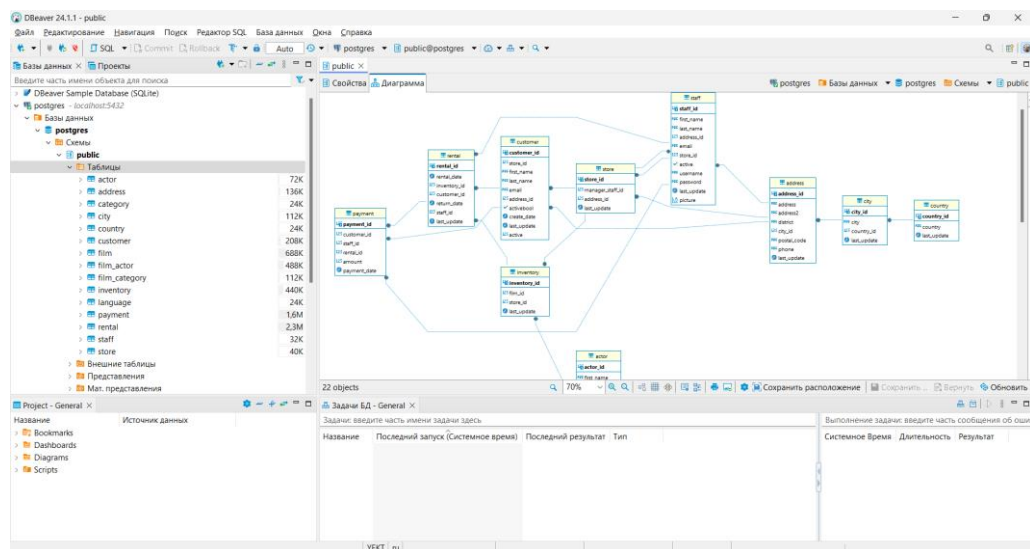 DBeaver 24.1.1 - public
Файл Редактирование Навигация Поиск Редактор SQL База данных Окна Справка
SQL Commit Rollback Auto postgres public@postgres
Базы данных Проекты
Введите часть имени объекта для поиска
DBeaver Sample Database (SQLite)
postgres - localhost:5432
Базы данных
postgres
Схемы
public
Таблицы
actor 72K
address 136K
category 24K
city 112K
country 24K
customer 208K
film 688K
film_actor 488K
film_category 112K
inventory 440K
language 24K
payment 1,6M
rental 2,3M
staff 32K
store 40K
Внешние таблицы
Представления
Мат. представления
public
Свойства Диаграмма
postgres Базы данных postgres Схемы public
staff
staff_id
first_name
last_name
address_id
email
store_id
active
username
password
last_update
picture
customer
customer_id
store_id
first_name
last_name
email
address_id
activebool
create_date
last_update
active
rental
rental_id
rental_date
inventory_id
customer_id
return_date
staff_id
last_update
store
store_id
manager_staff_id
address_id
last_update
address
address_id
address
address2
district
city_id
postal_code
phone
last_update
city
city_id
city
country_id
last_update
country
country_id
country
last_update
payment
payment_id
customer_id
staff_id
rental_id
amount
payment_date
inventory
inventory_id
film_id
store_id
last_update
actor
actor_id
first_name
22 objects
70%
Сохранить расположение Сохранить ... Вернуть Обновить
Project - General
Название Источник данных
Bookmarks
Dashboards
Diagrams
Scripts
Задачи БД - General
Задачи: введите часть имени задачи здесь
Название Последний запуск (Системное время) Последний результат Тип
Выполнение задачи: введите часть сообщения об оши
Системное Время Длительность Результат
YEKT ru